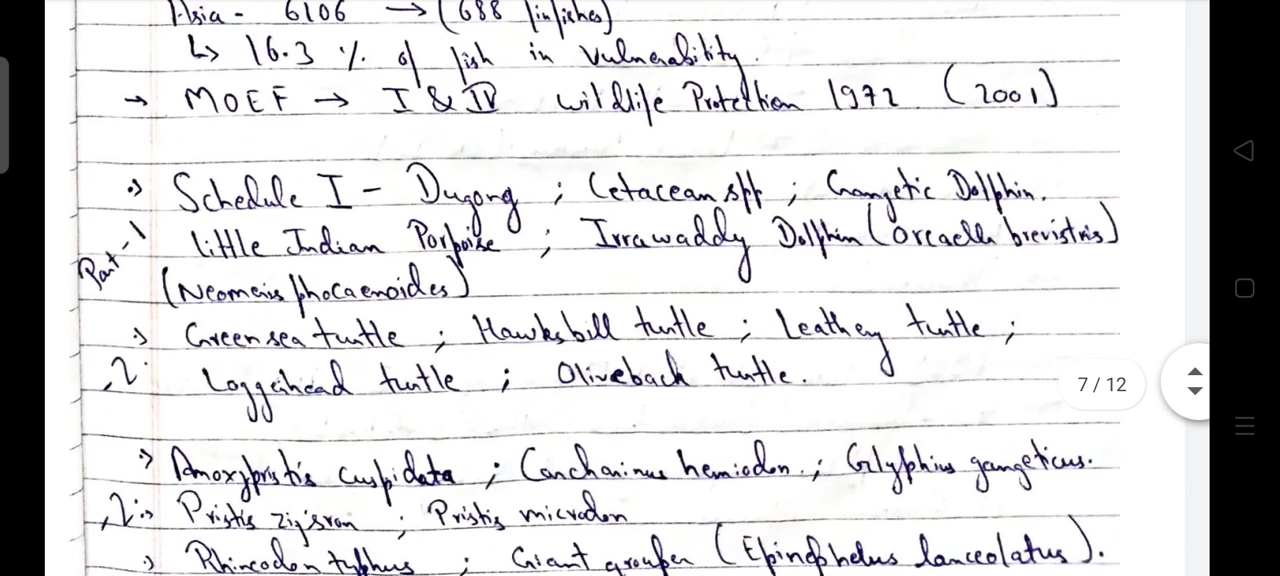 Asia - 6106 → (688 finfishes)
↳ 16.3 % of fish in Vulnerability.
→ MOEF → I & IV wildlife Protection 1972 (2001)
Schedule I - Dugong ; Cetacean spp ; Gangetic Dolphin.
Part-1
little Indian Porpoise ; Irrawaddy Dolphin (Orcaella brevistris)
(Neomeris phocaenoides)
Green sea turtle ; Hawksbill turtle ; Leathery turtle ;
,2.
Loggerhead turtle ; Oliveback turtle.
7 / 12
Anoxypristis cuspidata ; Carcharinus hemiodon ; Glyphius gangeticus.
,2 Pristis zijsron ; Pristis microdon
Rhincodon typhus ; Giant grouper (Epinephelus lanceolatus).